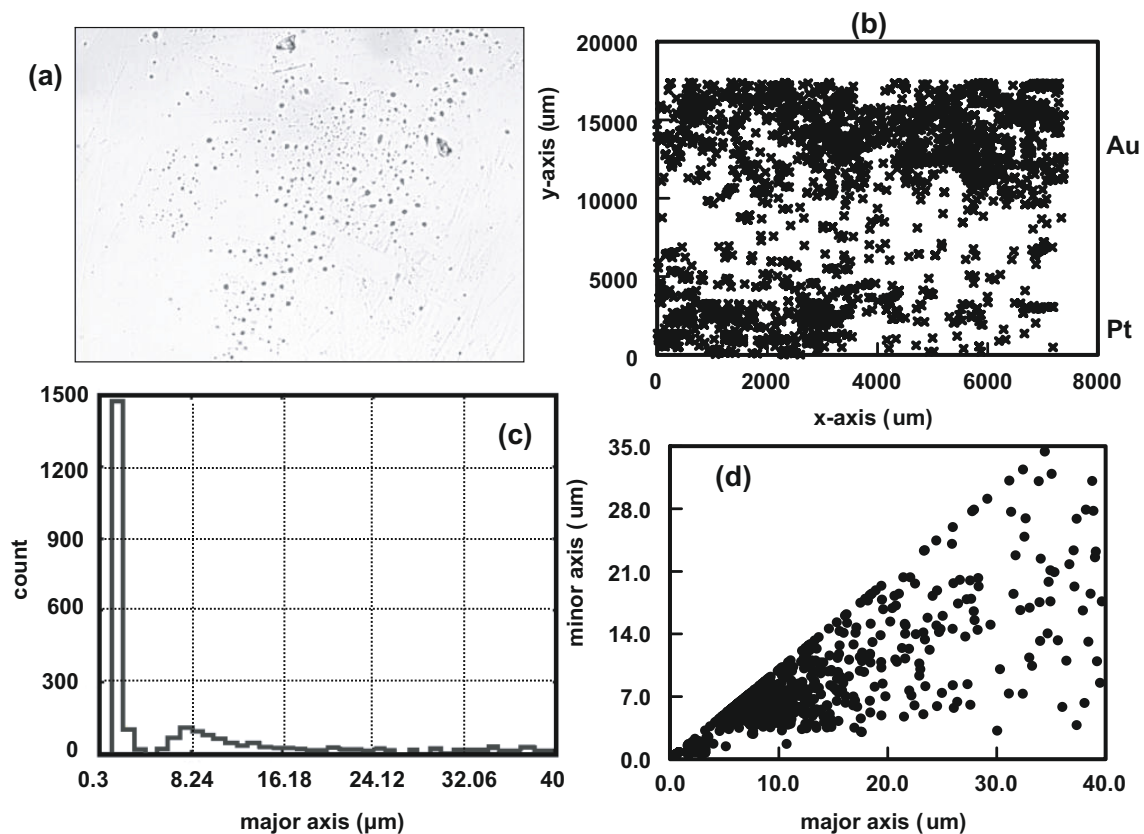 (a)
(b)
20000
15000
10000
5000
0
y-axis (um)
Au
Pt
0 2000 4000 6000 8000
x-axis (um)
(c)
1500
1200
900
600
300
0
count
0.3 8.24 16.18 24.12 32.06 40
major axis (µm)
(d)
35.0
28.0
21.0
14.0
7.0
0.0
minor axis (um)
0.0 10.0 20.0 30.0 40.0
major axis (um)